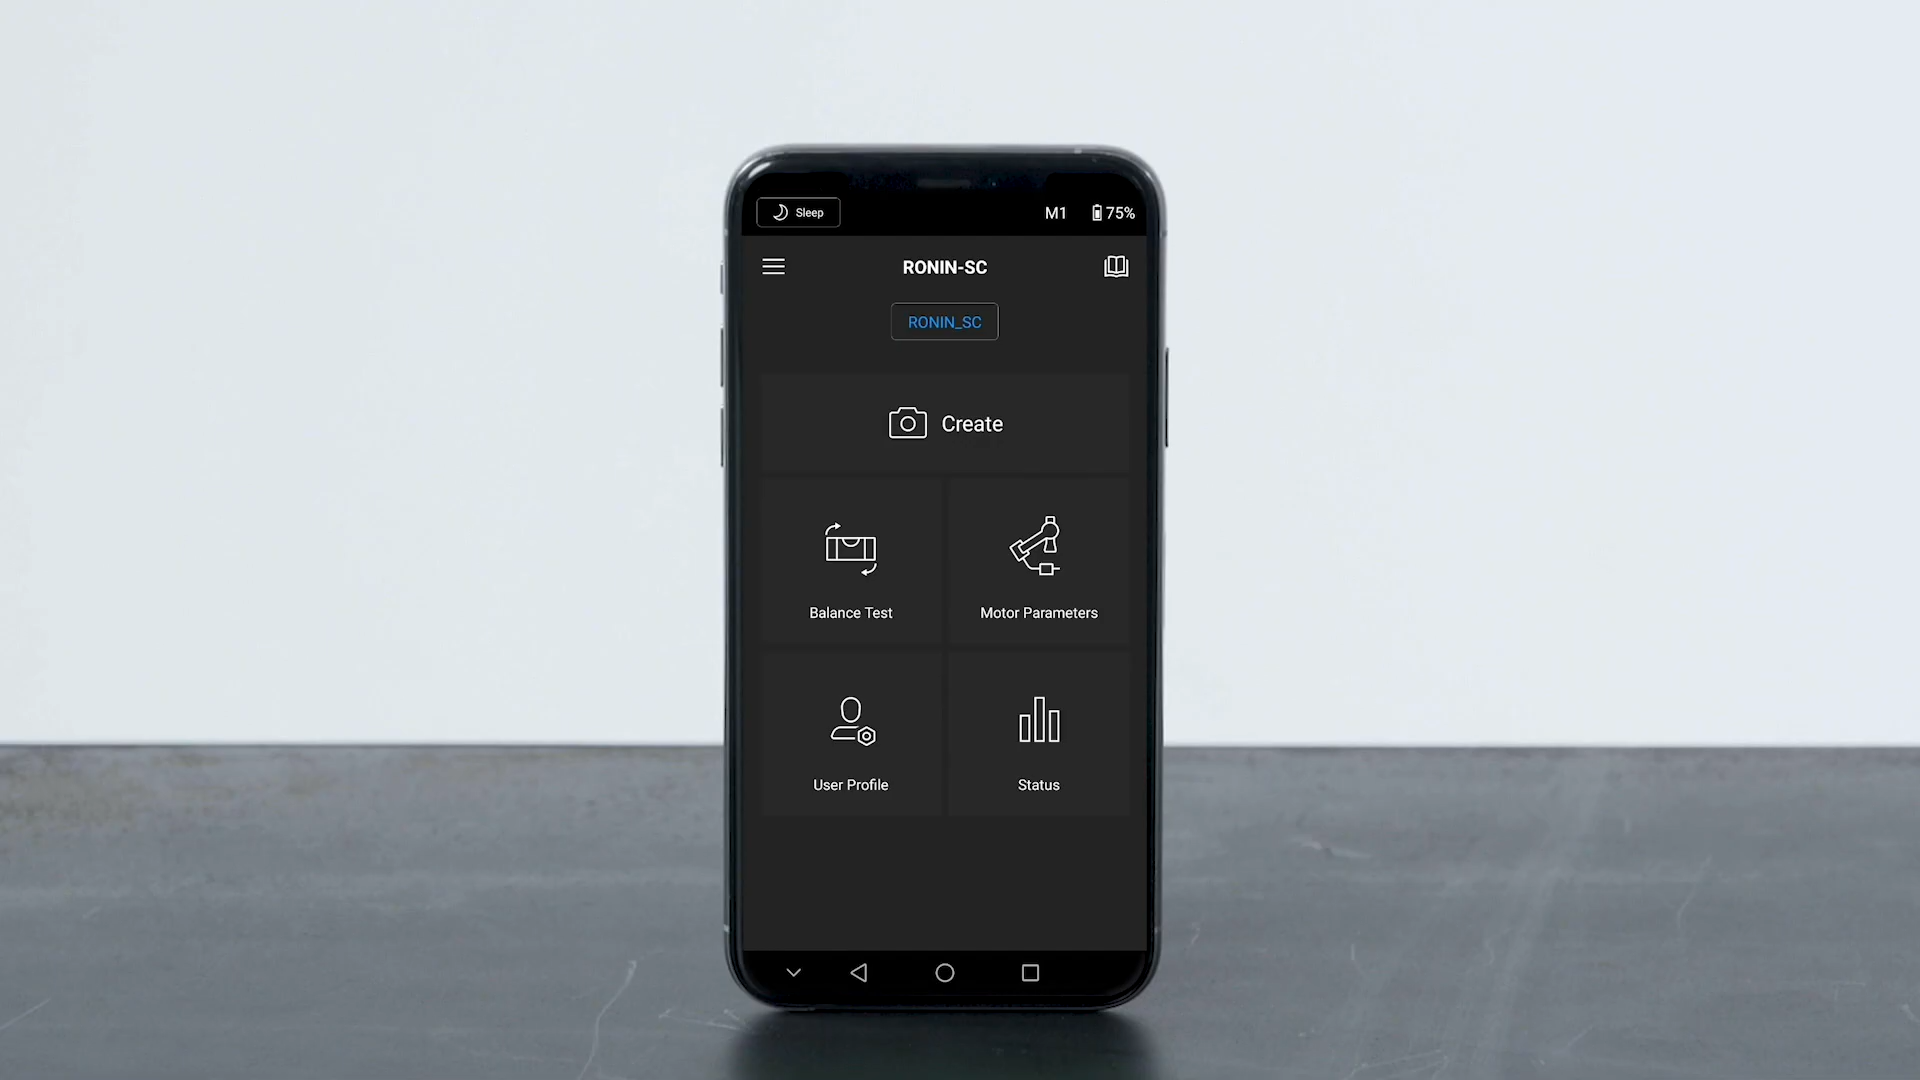 Sleep M1 75%
RONIN-SC
RONIN_SC
Create
Balance Test Motor Parameters
User Profile Status